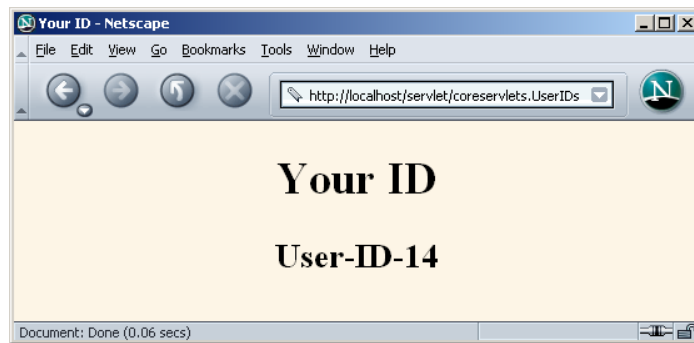 Your ID - Netscape
File Edit View Go Bookmarks Tools Window Help
http://localhost/servlet/coreservlets.UserIDs
N
Your ID
User-ID-14
Document: Done (0.06 secs)